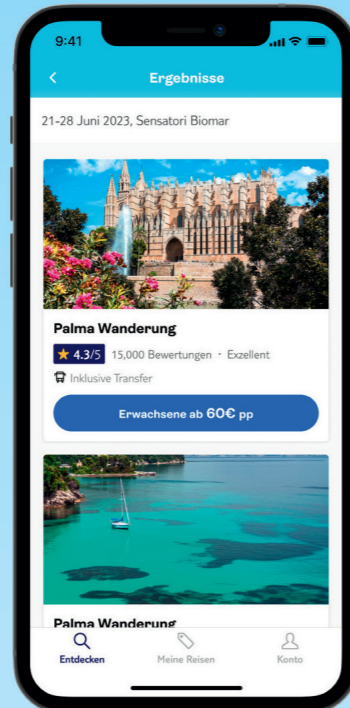 9:41
Ergebnisse
21-28 Juni 2023, Sensatori Biomar
Palma Wanderung
4.3/5 15,000 Bewertungen · Exzellent
Inklusive Transfer
Erwachsene ab 60€ pp
Palma Wanderung
Entdecken Meine Reisen Konto